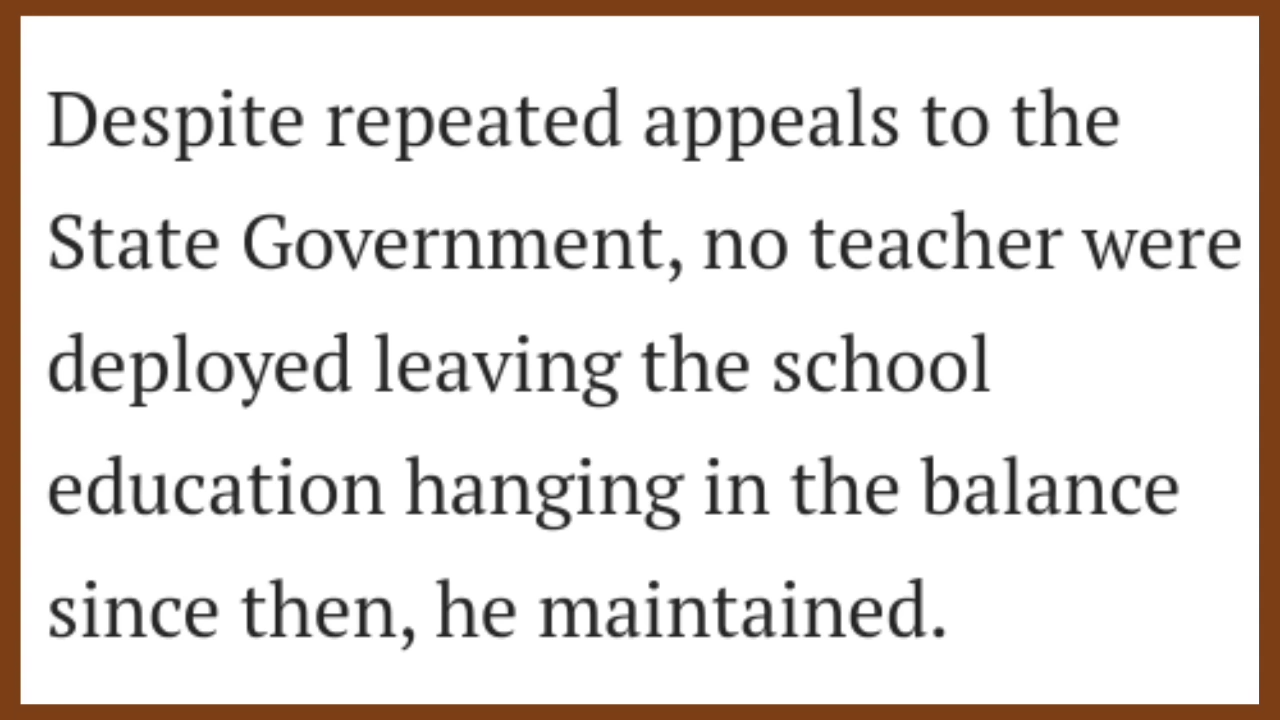 Despite repeated appeals to the
State Government, no teacher were
deployed leaving the school
education hanging in the balance
since then, he maintained.